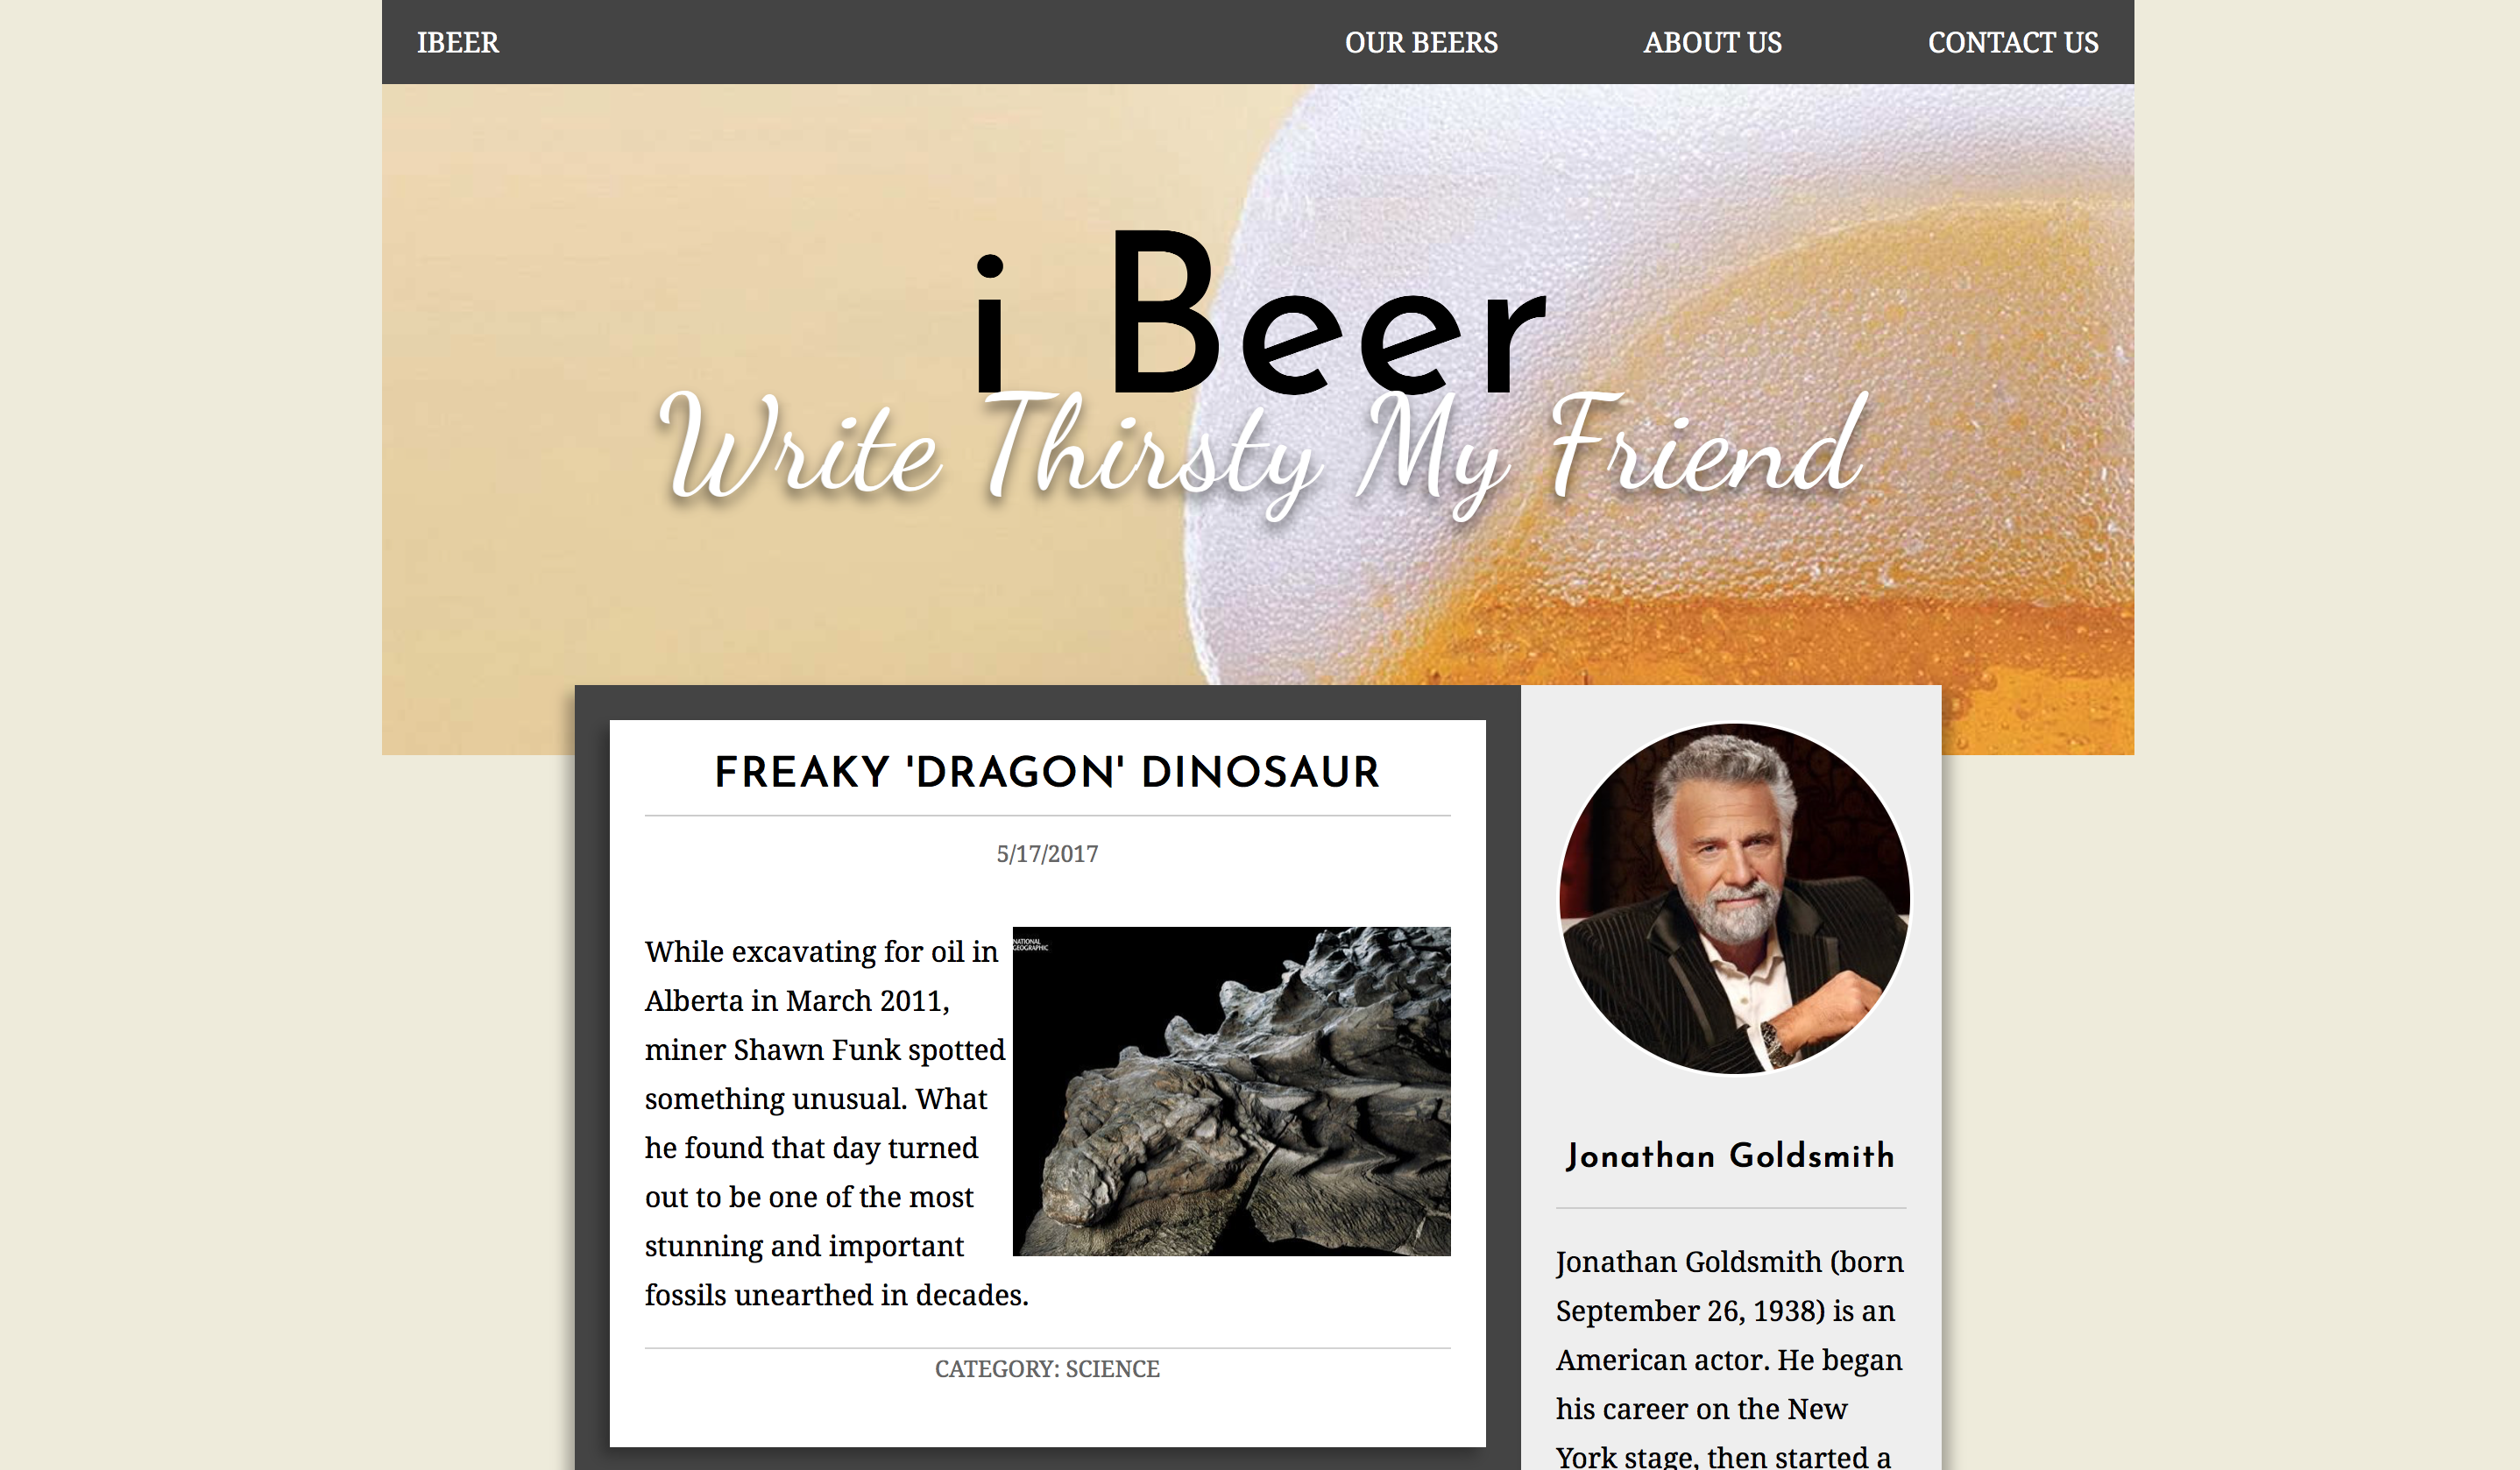 IBEER
OUR BEERS
ABOUT US
CONTACT US
i Beer
Write Thirsty My Friend
FREAKY 'DRAGON' DINOSAUR
5/17/2017
While excavating for oil in
Alberta in March 2011,
miner Shawn Funk spotted
something unusual. What
he found that day turned
out to be one of the most
stunning and important
fossils unearthed in decades.
NATIONAL
GEOGRAPHIC
CATEGORY: SCIENCE
Jonathan Goldsmith
Jonathan Goldsmith (born
September 26, 1938) is an
American actor. He began
his career on the New
York stage, then started a